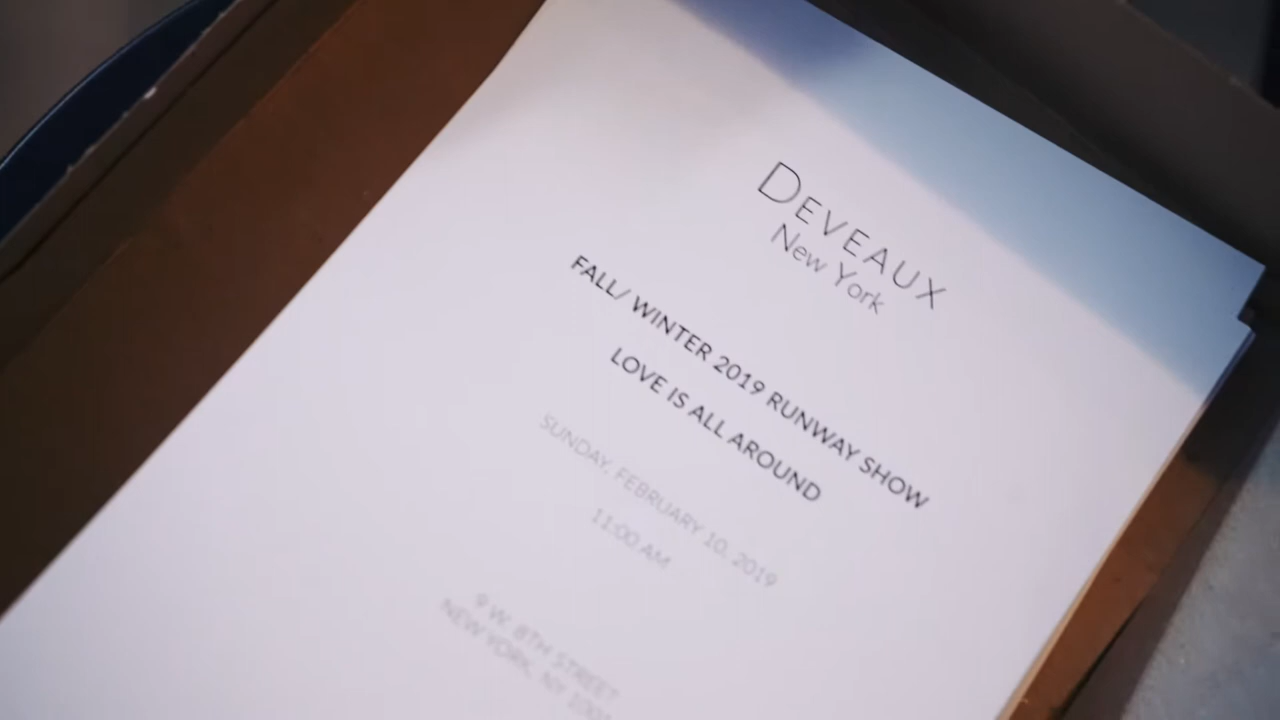 DEVEAUX
New York
FALL/ WINTER 2019 RUNWAY SHOW
LOVE IS ALL AROUND
SUNDAY, FEBRUARY 10, 2019
11:00 AM
9 W. 8TH STREET
NEW YORK, NY